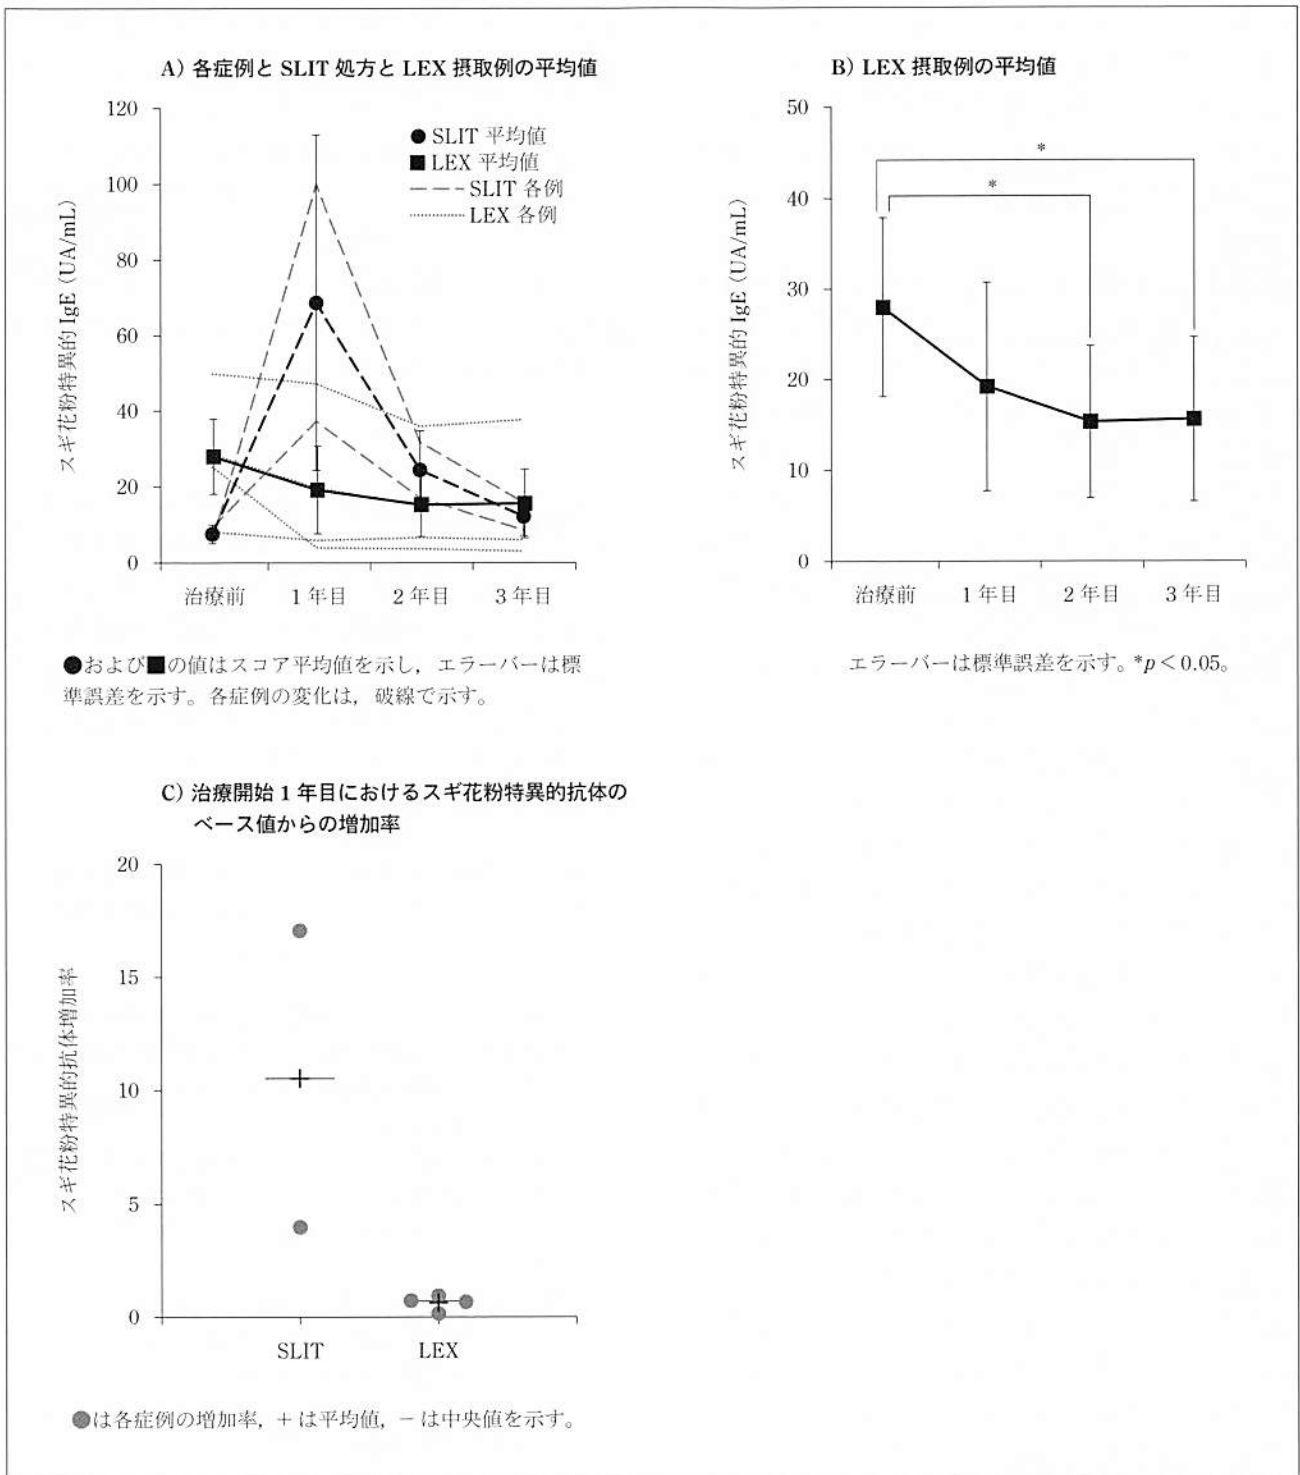 A) 各症例と SLIT 処方と LEX 摂取例の平均値
スギ花粉特異的 IgE (UA/mL)
120
100
80
60
40
20
0
● SLIT 平均値
■ LEX 平均値
SLIT 各例
LEX 各例
治療前 1 年目 2 年目 3 年目
●および■の値はスコア平均値を示し，エラーバーは標
準誤差を示す。各症例の変化は，破線で示す。
B) LEX 摂取例の平均値
スギ花粉特異的 IgE (UA/mL)
50
40
30
20
10
0
*
*
治療前 1 年目 2 年目 3 年目
エラーバーは標準誤差を示す。*p＜0.05。
C) 治療開始 1 年目におけるスギ花粉特異的抗体の
ベース値からの増加率
スギ花粉特異的抗体増加率
20
15
10
5
0
SLIT LEX
●は各症例の増加率，＋は平均値，－は中央値を示す。